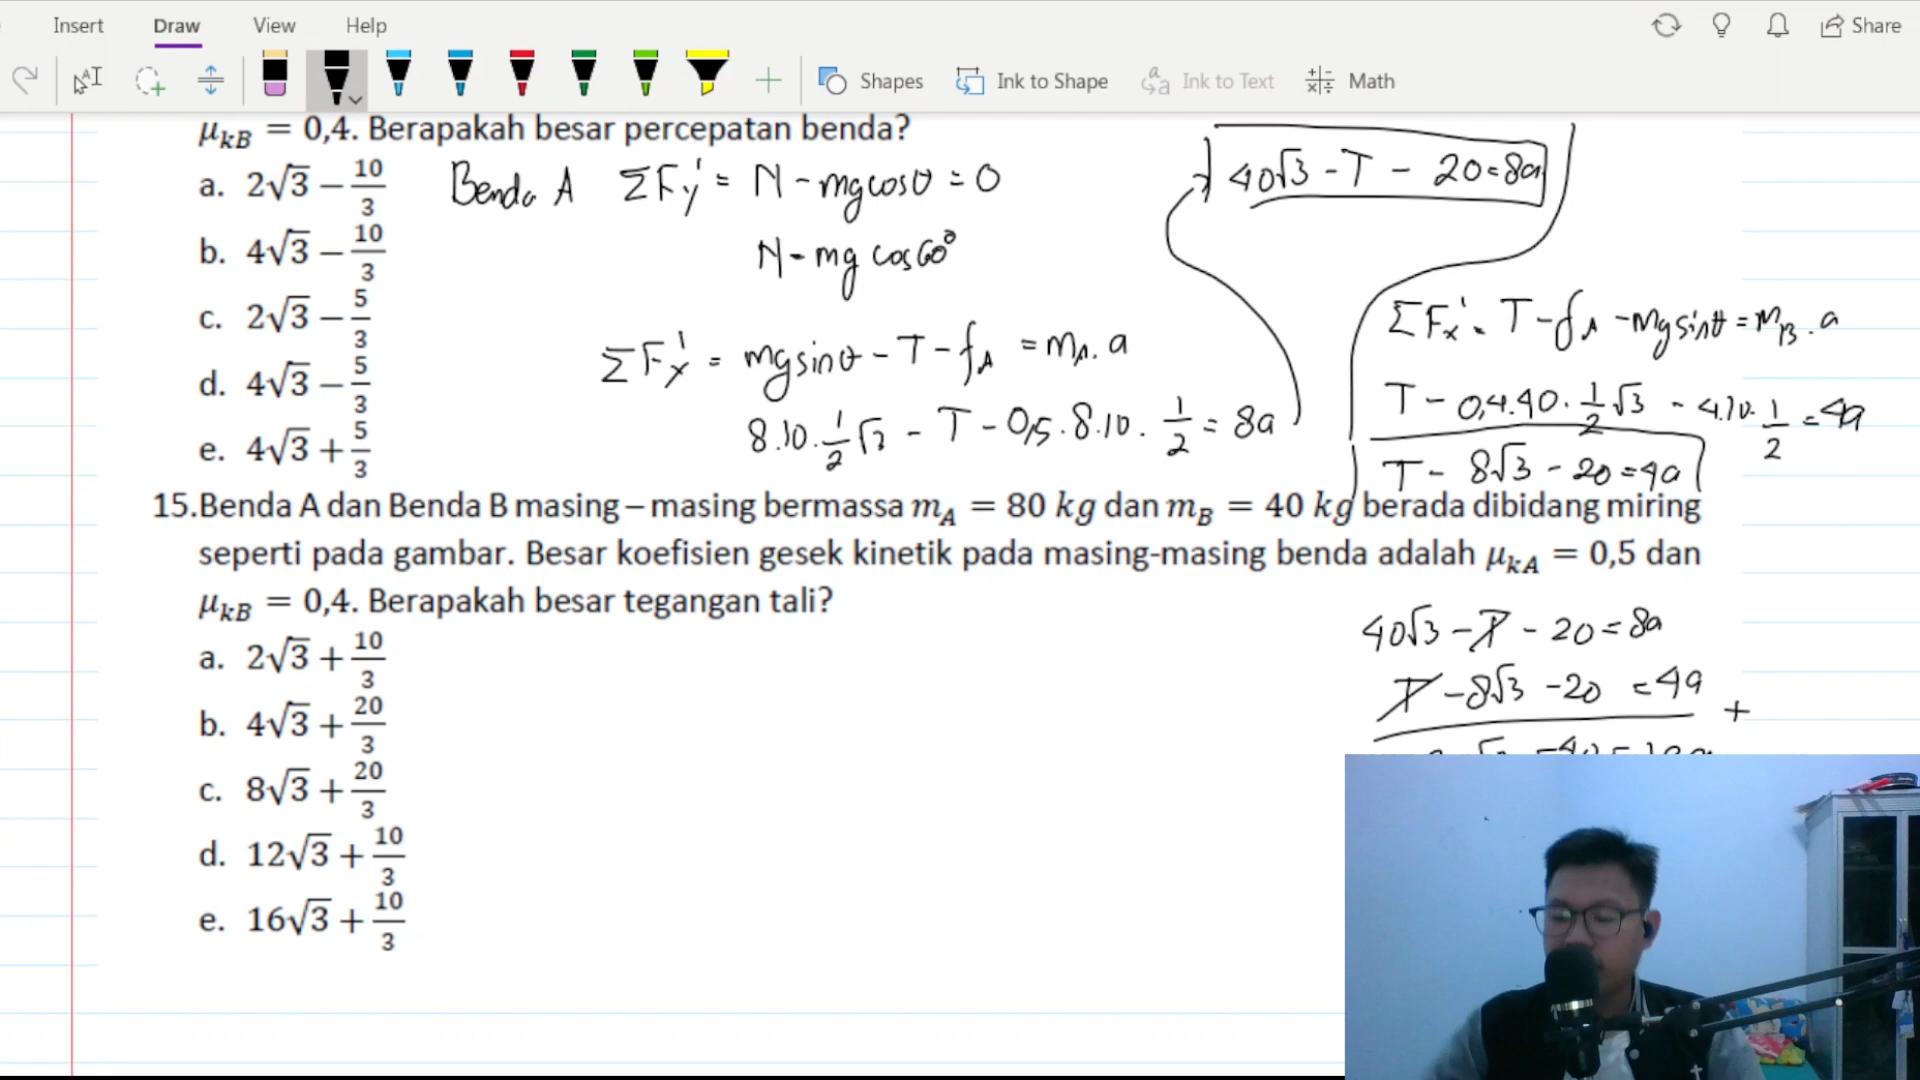 Insert Draw View Help Share
Shapes Ink to Shape Ink to Text Math
μkB = 0,4. Berapakah besar percepatan benda?
a. 2√3 − 10/3
b. 4√3 − 10/3
c. 2√3 − 5/3
d. 4√3 − 5/3
e. 4√3 + 5/3
Benda A ΣFy' = N - mg cosθ = 0
N - mg cos 60°
ΣFx' = mg sinθ - T - fA = mA. a
8.10. 1/2 √3 - T - 0,5. 8.10. 1/2 = 8a
40√3 - T - 20 = 8a
ΣFx' = T - fA - mg sinθ = mB. a
T - 0,4.40. 1/2 √3 - 4.10. 1/2 = 4a
T - 8√3 - 20 = 4a
15.Benda A dan Benda B masing – masing bermassa mA = 80 kg dan mB = 40 kg berada dibidang miring
seperti pada gambar. Besar koefisien gesek kinetik pada masing-masing benda adalah μkA = 0,5 dan
μkB = 0,4. Berapakah besar tegangan tali?
a. 2√3 + 10/3
b. 4√3 + 20/3
c. 8√3 + 20/3
d. 12√3 + 10/3
e. 16√3 + 10/3
40√3 - T - 20 = 8a
T - 8√3 - 20 = 4a +